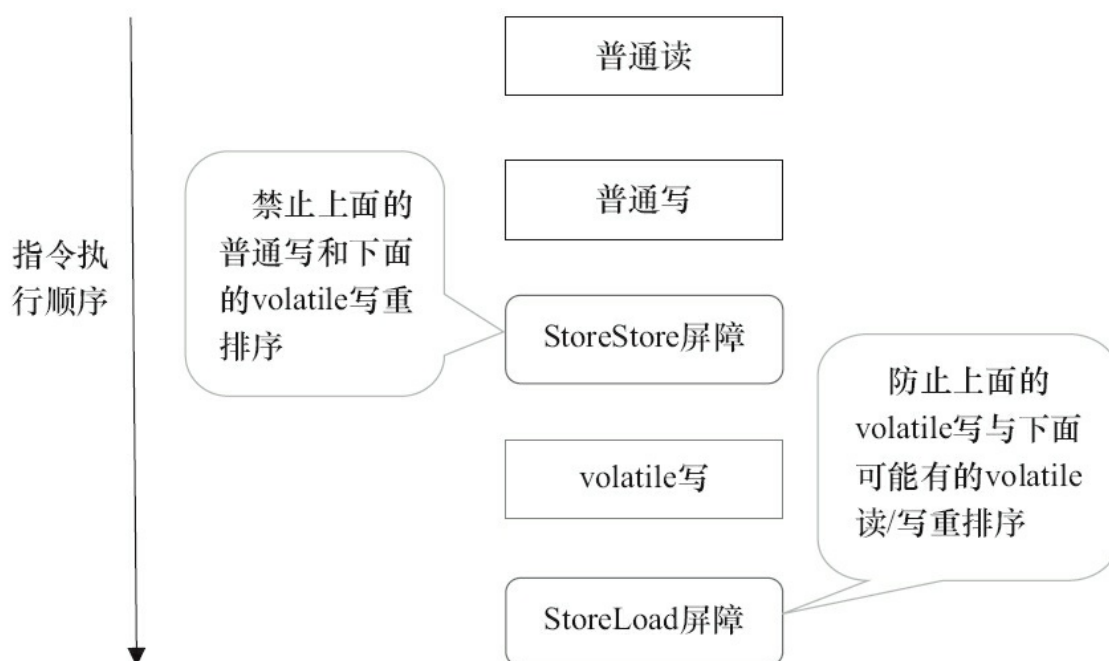 普通读
普通写
禁止上面的
普通写和下面
的volatile写重
排序
指令执
行顺序
StoreStore屏障
防止上面的
volatile写与下面
可能有的volatile
读/写重排序
volatile写
StoreLoad屏障